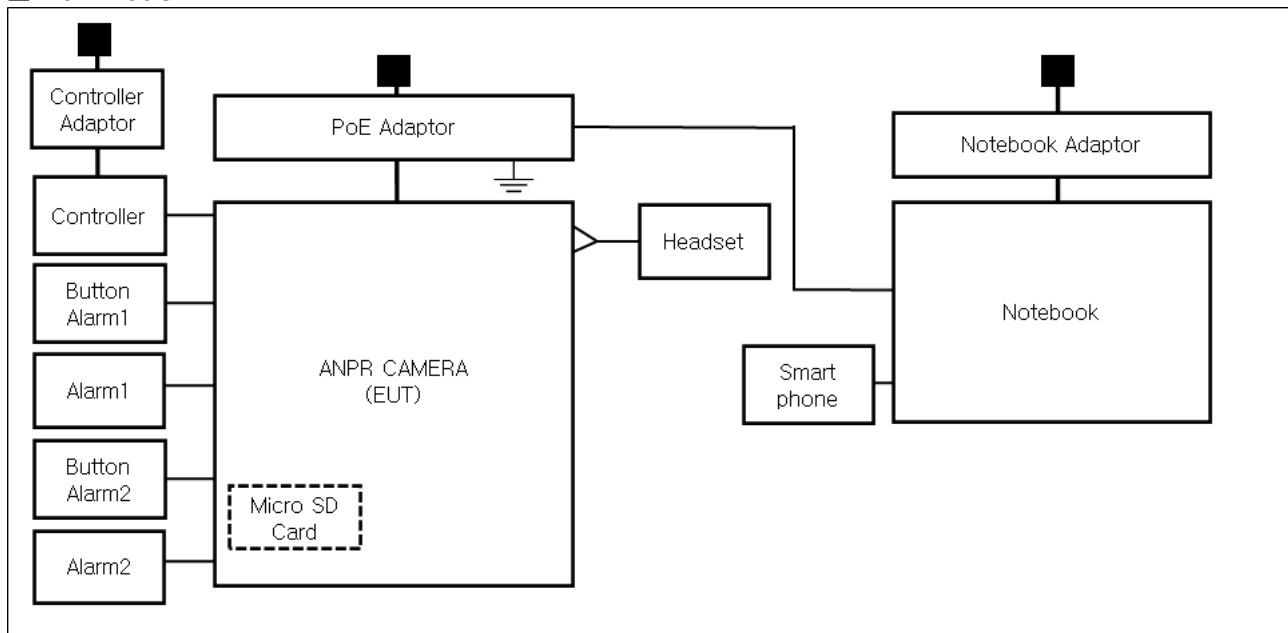 Controller
Adaptor
PoE Adaptor
Notebook Adaptor
Controller
Headset
Button
Alarm1
Notebook
ANPR CAMERA
(EUT)
Alarm1
Smart
phone
Button
Alarm2
Micro SD
Card
Alarm2